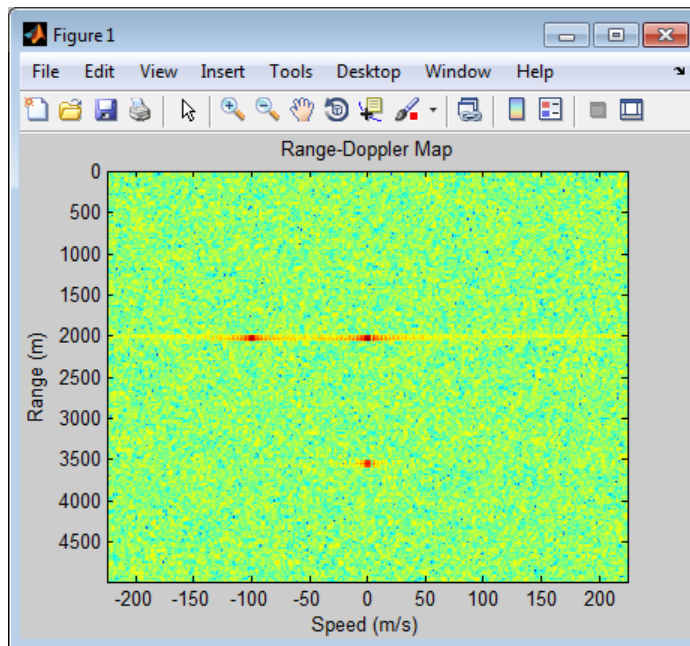 Figure 1
File Edit View Insert Tools Desktop Window Help
Range-Doppler Map
0
500
1000
1500
2000
2500
3000
3500
4000
4500
Range (m)
-200 -150 -100 -50 0 50 100 150 200
Speed (m/s)